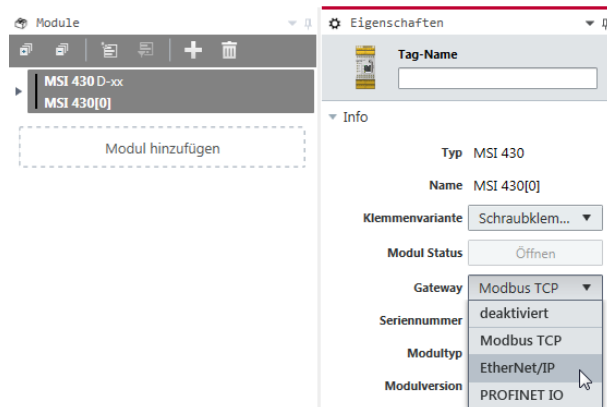 Module
MSI 430 D-xx
MSI 430[0]
Modul hinzufügen
Eigenschaften
Tag-Name
Info
Typ MSI 430
Name MSI 430[0]
Klemmenvariante Schraubklem...
Modul Status Öffnen
Gateway Modbus TCP
deaktiviert
Seriennummer
Modbus TCP
Modultyp
EtherNet/IP
Modulversion
PROFINET IO